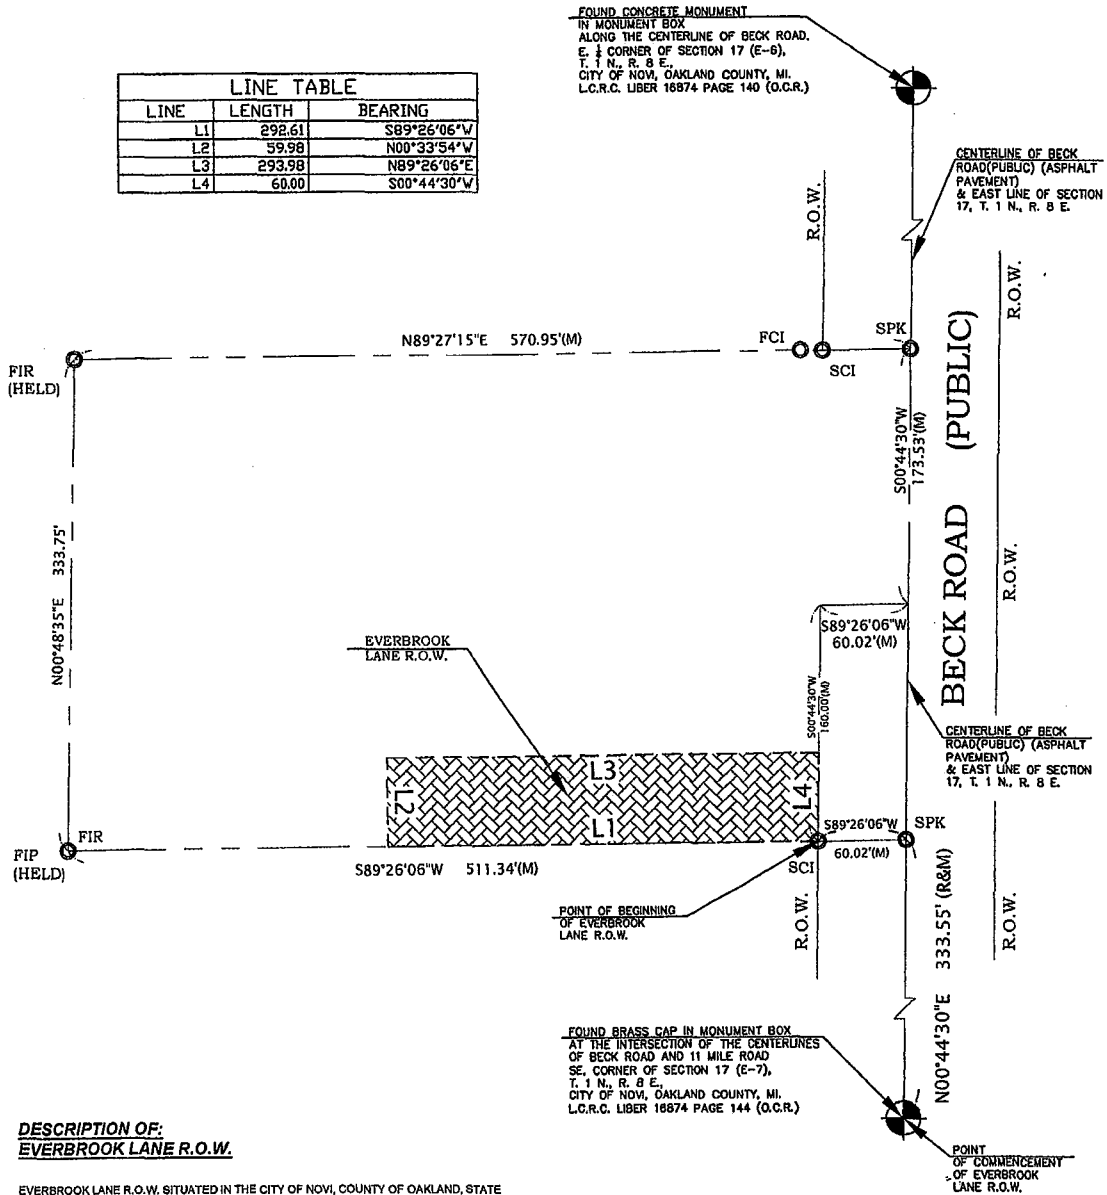 FOUND CONCRETE MONUMENT
IN MONUMENT BOX
ALONG THE CENTERLINE OF BECK ROAD.
E. ¼ CORNER OF SECTION 17 (E-6),
T. 1 N., R. 8 E.,
CITY OF NOVI, OAKLAND COUNTY, MI.
L.C.R.C. LIBER 16874 PAGE 140 (O.C.R.)
LINE TABLE
LINE LENGTH BEARING
L1 292.61 S89°26'06"W
L2 59.98 N00°33'54"W
L3 293.98 N89°26'06"E
L4 60.00 S00°44'30"W
CENTERLINE OF BECK
ROAD(PUBLIC) (ASPHALT
PAVEMENT)
& EAST LINE OF SECTION
17, T. 1 N., R. 8 E.
R.O.W.
R.O.W.
N89°27'15"E 570.95'(M)
FCI
SCI
SPK
FIR
(HELD)
S00°44'30"W
173.53'(M)
BECK ROAD (PUBLIC)
N00°48'35"E 333.75'
R.O.W.
S89°26'06"W
60.02'(M)
EVERBROOK
LANE R.O.W.
S00°44'30"W
160.00'(M)
CENTERLINE OF BECK
ROAD(PUBLIC) (ASPHALT
PAVEMENT)
& EAST LINE OF SECTION
17, T. 1 N., R. 8 E.
L3
L2
L4
L1
S89°26'06"W
60.02'(M)
SPK
FIR
FIP
(HELD)
S89°26'06"W 511.34'(M)
SCI
POINT OF BEGINNING
OF EVERBROOK
LANE R.O.W.
R.O.W.
R.O.W.
N00°44'30"E 333.55' (R&M)
FOUND BRASS CAP IN MONUMENT BOX
AT THE INTERSECTION OF THE CENTERLINES
OF BECK ROAD AND 11 MILE ROAD
SE. CORNER OF SECTION 17 (E-7),
T. 1 N., R. 8 E.,
CITY OF NOVI, OAKLAND COUNTY, MI.
L.C.R.C. LIBER 16874 PAGE 144 (O.C.R.)
POINT
OF COMMENCEMENT
OF EVERBROOK
LANE R.O.W.
DESCRIPTION OF:
EVERBROOK LANE R.O.W.
EVERBROOK LANE R.O.W. SITUATED IN THE CITY OF NOVI, COUNTY OF OAKLAND, STATE